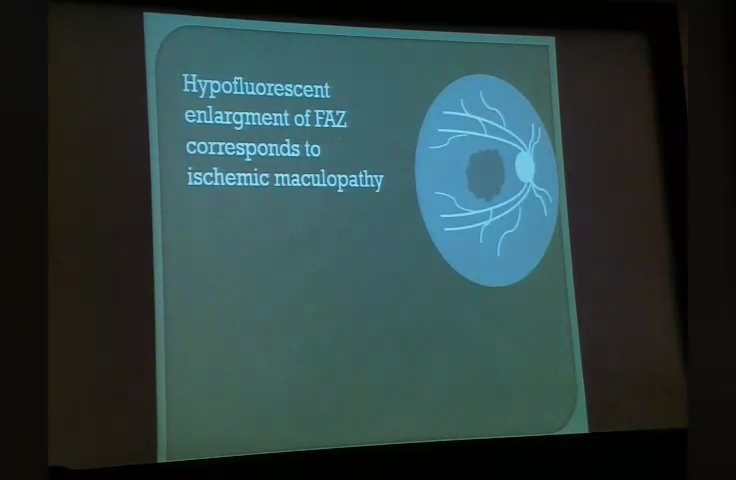 Hypofluorescent
enlargment of FAZ
corresponds to
ischemic maculopathy